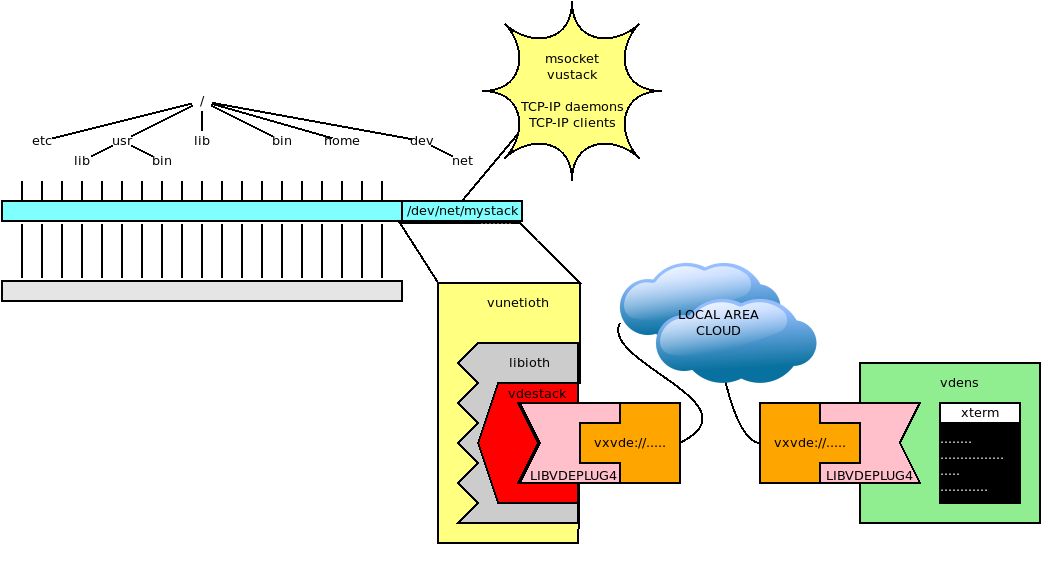 msocket
vustack
TCP-IP daemons
TCP-IP clients
/
etc usr lib bin home dev
lib bin net
/dev/net/mystack
vunetioth
LOCAL AREA
CLOUD
libioth
vdens
vdestack
xterm
vxvde://..... vxvde://.....
........
...............
.....
............
LIBVDEPLUG4 LIBVDEPLUG4